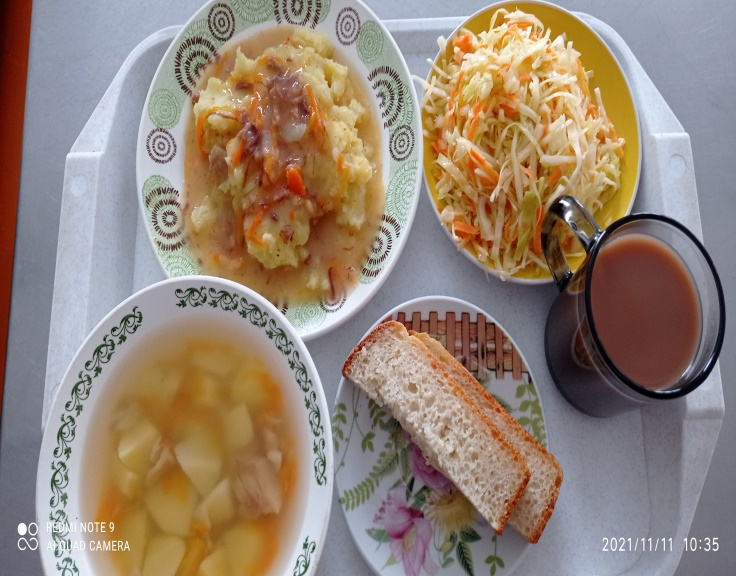 REDMI NOTE 9
AI QUAD CAMERA
2021/11/11 10:35